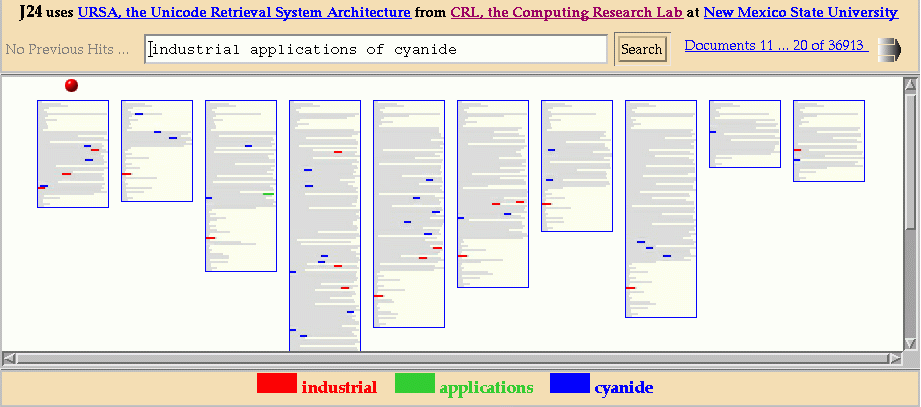 J24 uses URSA, the Unicode Retrieval System Architecture from CRL, the Computing Research Lab at New Mexico State University
No Previous Hits ... industrial applications of cyanide Search Documents 11 ... 20 of 36913
industrial applications cyanide